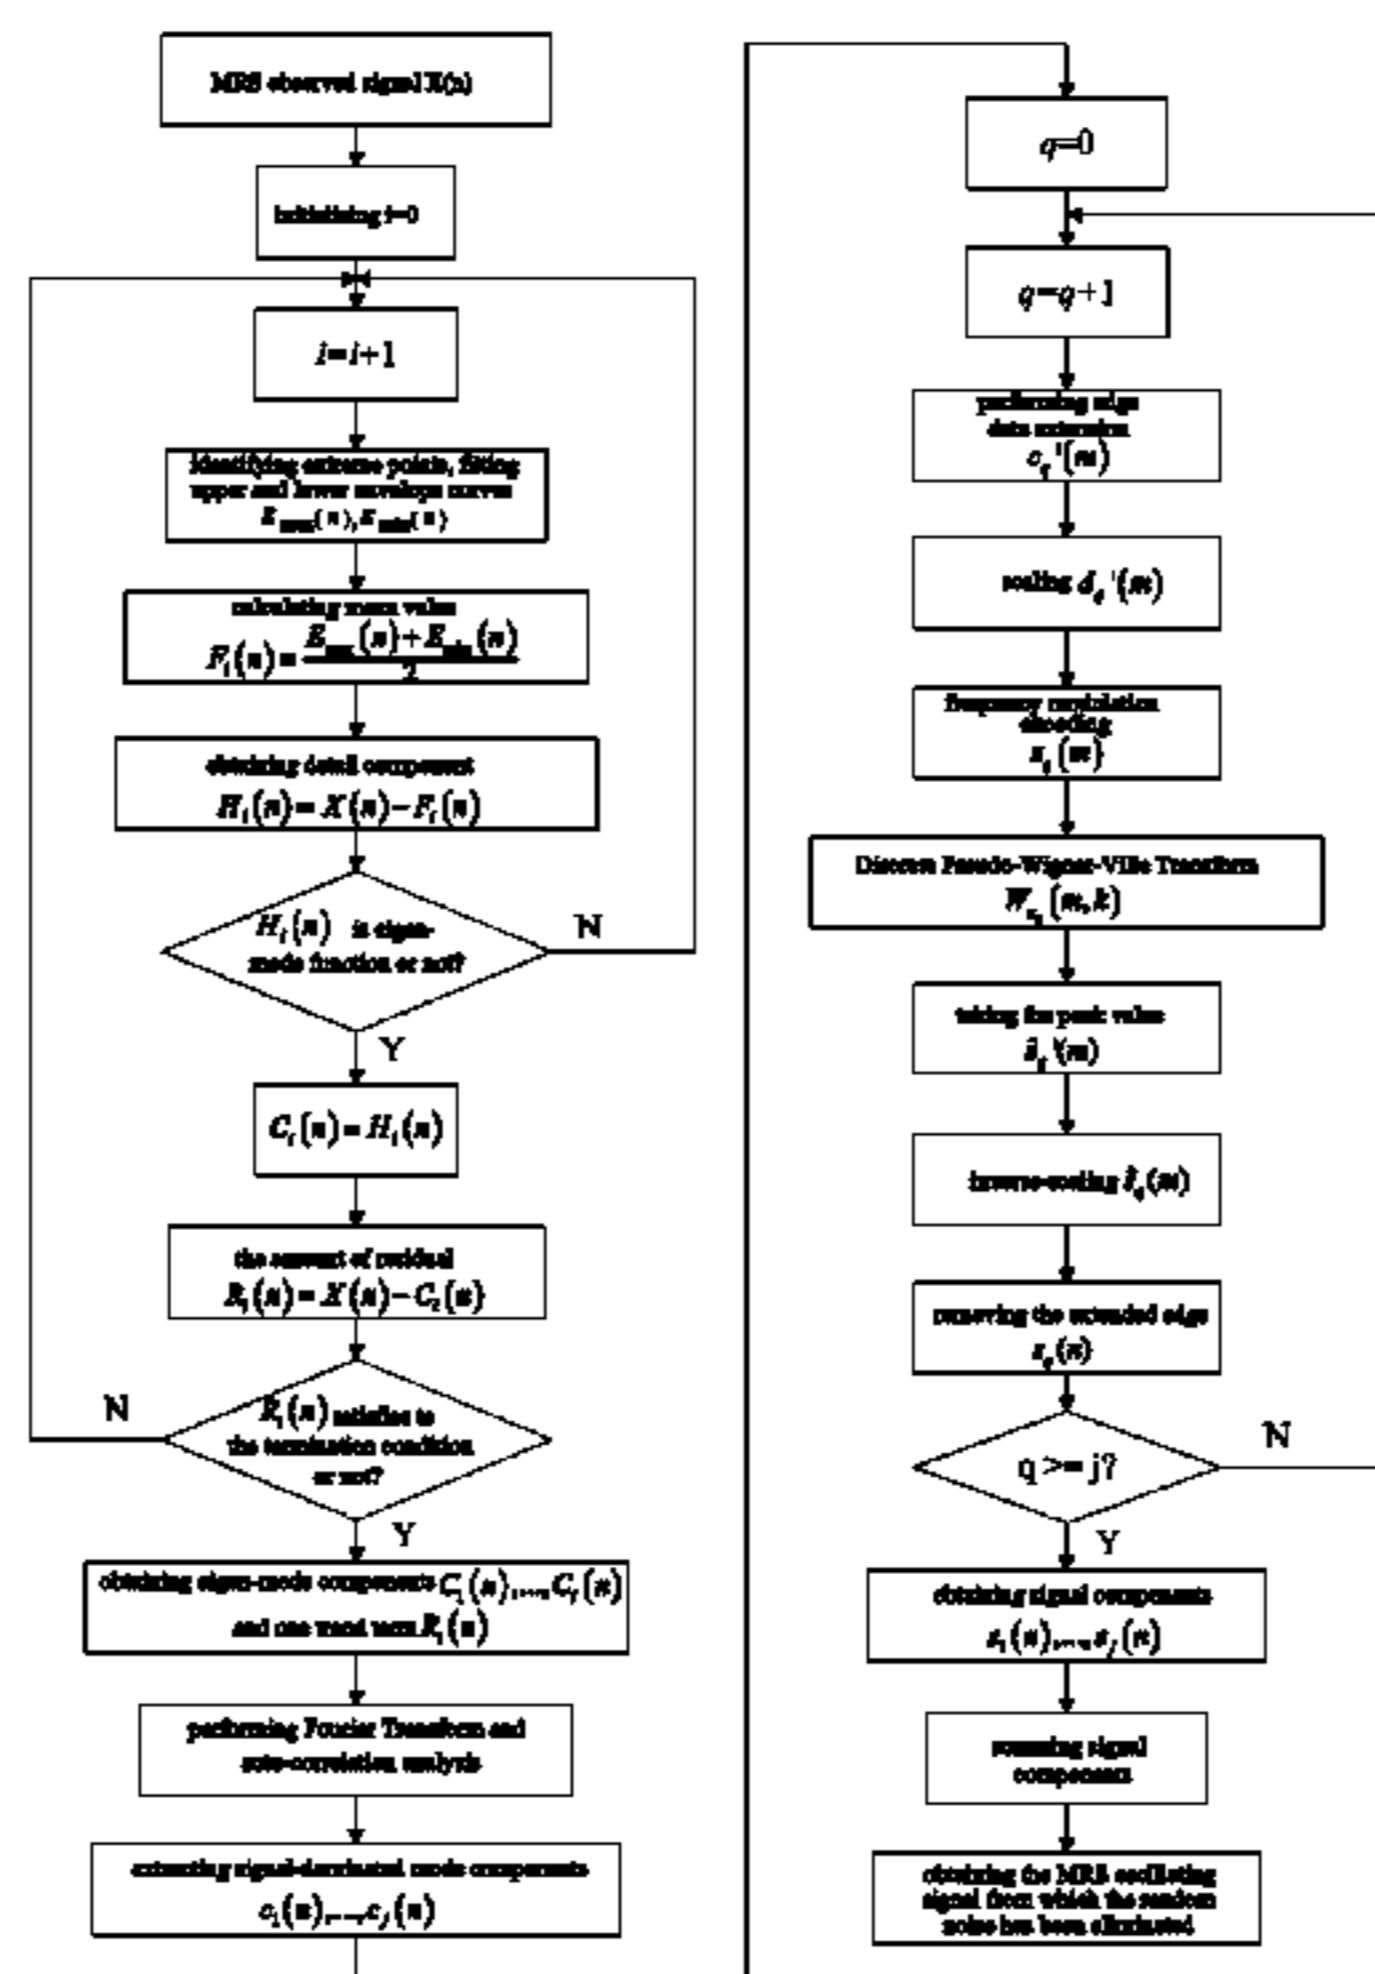 MRS observed signal X(n)
initializing i=0
i=i+1
identifying extreme points, fitting
upper and lower envelope curves
E max(n), E min(n)
calculating mean value
F_i(n) = (E_max(n) + E_min(n)) / 2
obtaining detail component
H_i(n) = X(n) − F_i(n)
H_i(n) is eigen-
mode function or not?
N
Y
C_i(n) = H_i(n)
the amount of residual
R_i(n) = X(n) − C_i(n)
R_i(n) satisfies to
the termination condition
or not?
N
Y
obtaining eigen-mode components C_1(n),...,C_i(n)
and one trend term R_i(n)
performing Fourier Transform and
auto-correlation analysis
extracting signal-dominated mode components
c_1(n),...,c_j(n)
q=0
q=q+1
performing edge
data extension
c_q'(m)
scaling d_q'(m)
frequency modulation
encoding
z_q(m)
Discrete Pseudo-Wigner-Ville Transform
W_z_q(m,k)
taking for peak value
ŝ_q'(m)
inverse-scaling ŝ_q(m)
removing the extended edge
s_q(n)
q >= j?
N
Y
obtaining signal components
s_1(n),...,s_j(n)
summing signal
components
obtaining the MRS oscillating
signal from which the random
noise has been eliminated